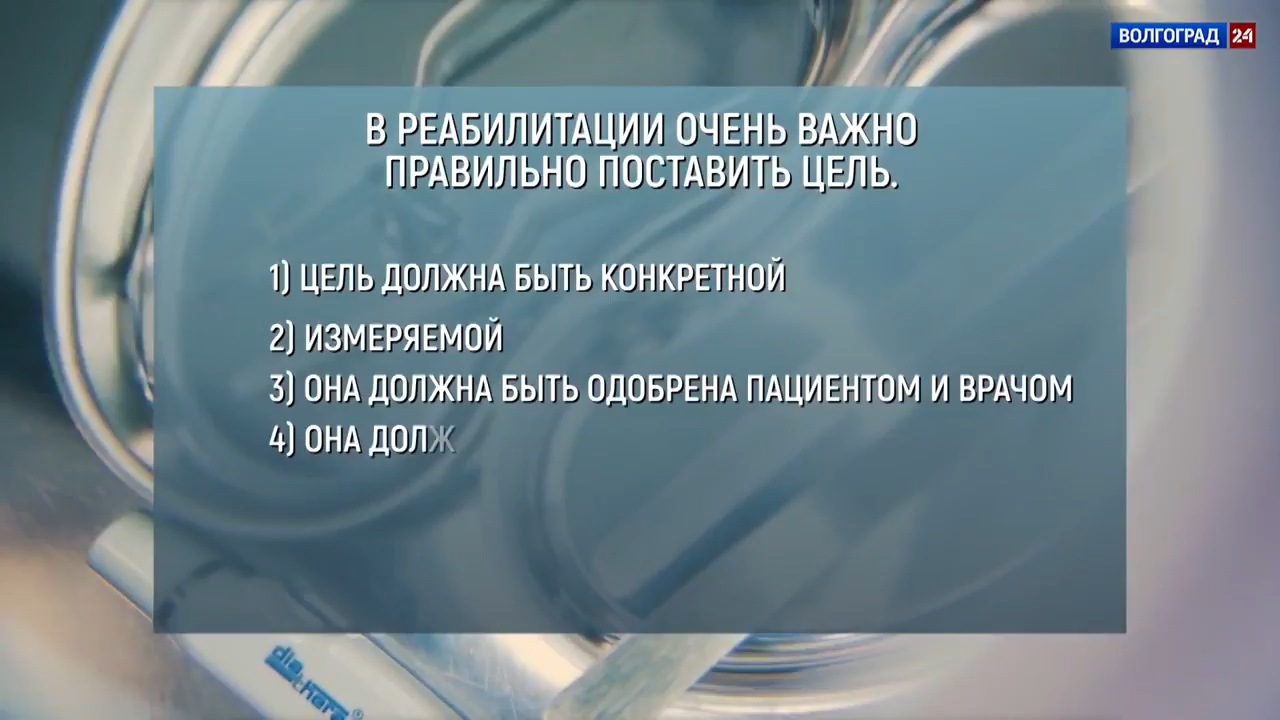 ВОЛГОГРАД 24
В РЕАБИЛИТАЦИИ ОЧЕНЬ ВАЖНО
ПРАВИЛЬНО ПОСТАВИТЬ ЦЕЛЬ.
1) ЦЕЛЬ ДОЛЖНА БЫТЬ КОНКРЕТНОЙ
2) ИЗМЕРЯЕМОЙ
3) ОНА ДОЛЖНА БЫТЬ ОДОБРЕНА ПАЦИЕНТОМ И ВРАЧОМ
4) ОНА ДОЛЖ